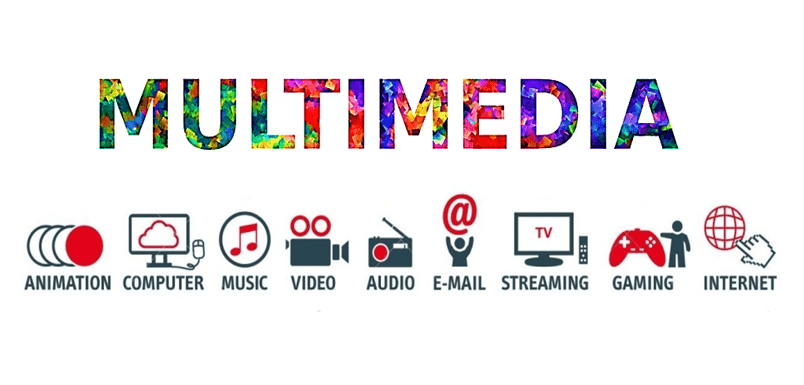 MULTIMEDIA
@
TV
ANIMATION COMPUTER MUSIC VIDEO AUDIO E-MAIL STREAMING GAMING INTERNET